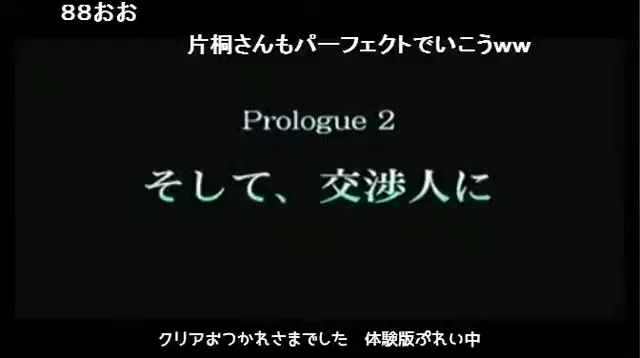 88おお
片桐さんもパーフェクトでいこうww
Prologue 2
そして、交渉人に
クリアおつかれさまでした　体験版ぷれい中